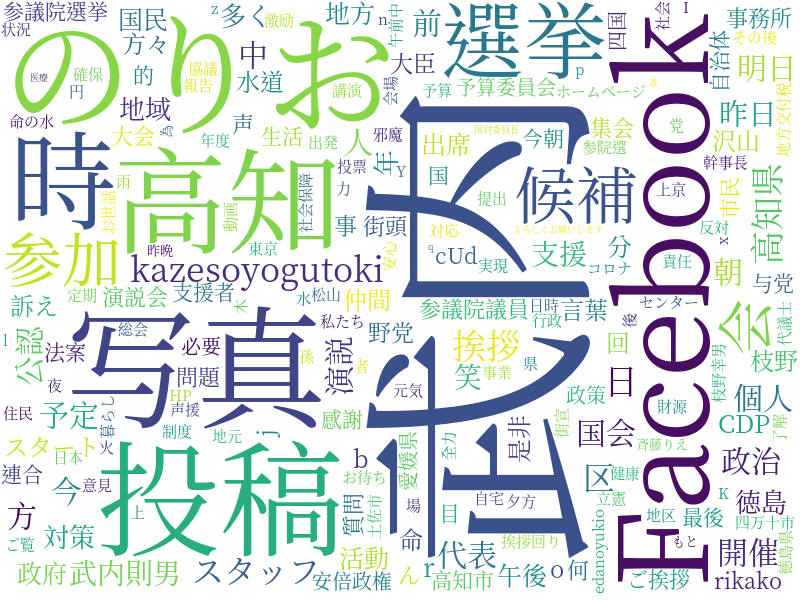 参議院選挙
状況
国民
方々
z
多く
激励
地方
午前中
n
前
選挙
四国
社会
I
事務所
その後
のりお
的
医療
確保
円
協議
報告
中
水道
講演
会場
大臣
予算
予算委員会
p
ホームページ
自治体
明日
党
命の水
地域
為
声
大会
年度
生活
出発
人
邪魔
年
Y
出席
今朝
集会
国対委員長
参院選
昨日
沢山
地方交付税
時
高知
雨
お世話
動画
社会保障
投票
力
国
提出
候補
幹事長
上京
Facebook
市民
高知県
参加
昨晩
東京
事
街頭
安心
武内
対応
よろしくお願いします
q
cUd
実現
支援
コロナ
分
反対
責任
x
朝
与党
kazesoyogutoki
訴え
定期
演説会
支援者
木
水
松山
仲間
私たち
参議院議員
日時
行政
言葉
後
センター
会
代議士
l
公認
法案
必要
総会
写真
演説
孫
者
野党
挨拶
県
笑
事業
元気
回
日
枝野
枝野幸男
夜
問題
HP
声援
暮らし
感謝
政策
個人
財源
了解
住民
予定
火
制度
地元
j
愛媛県
全力
街宣
是非
国会
CDP
斉藤りえ
スタート
日本
連合
今
意見
投稿
b
お待ち
質問
土佐市
場
目
自宅
夕方
区
健康
立憲
K
政治
徳島
方
上
対策
命
代表
挨拶回り
地区
最後
四万十市
ご覧
政府
武内則男
スタッフ
活動
安倍政権
ん
r
高知市
午後
o
何
edanoyukio
ご挨拶
もと
開催
rikako
徳島県